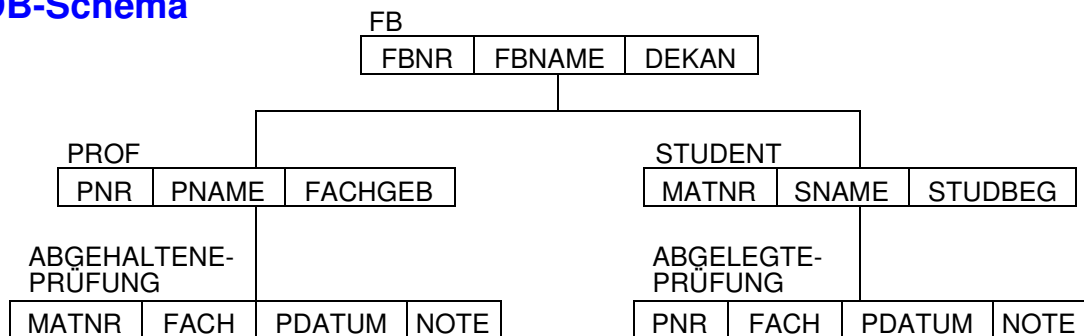 DB-Schema
FB
FBNR FBNAME DEKAN
PROF STUDENT
PNR PNAME FACHGEB MATNR SNAME STUDBEG
ABGEHALTENE- ABGELEGTE-
PRÜFUNG PRÜFUNG
MATNR FACH PDATUM NOTE PNR FACH PDATUM NOTE